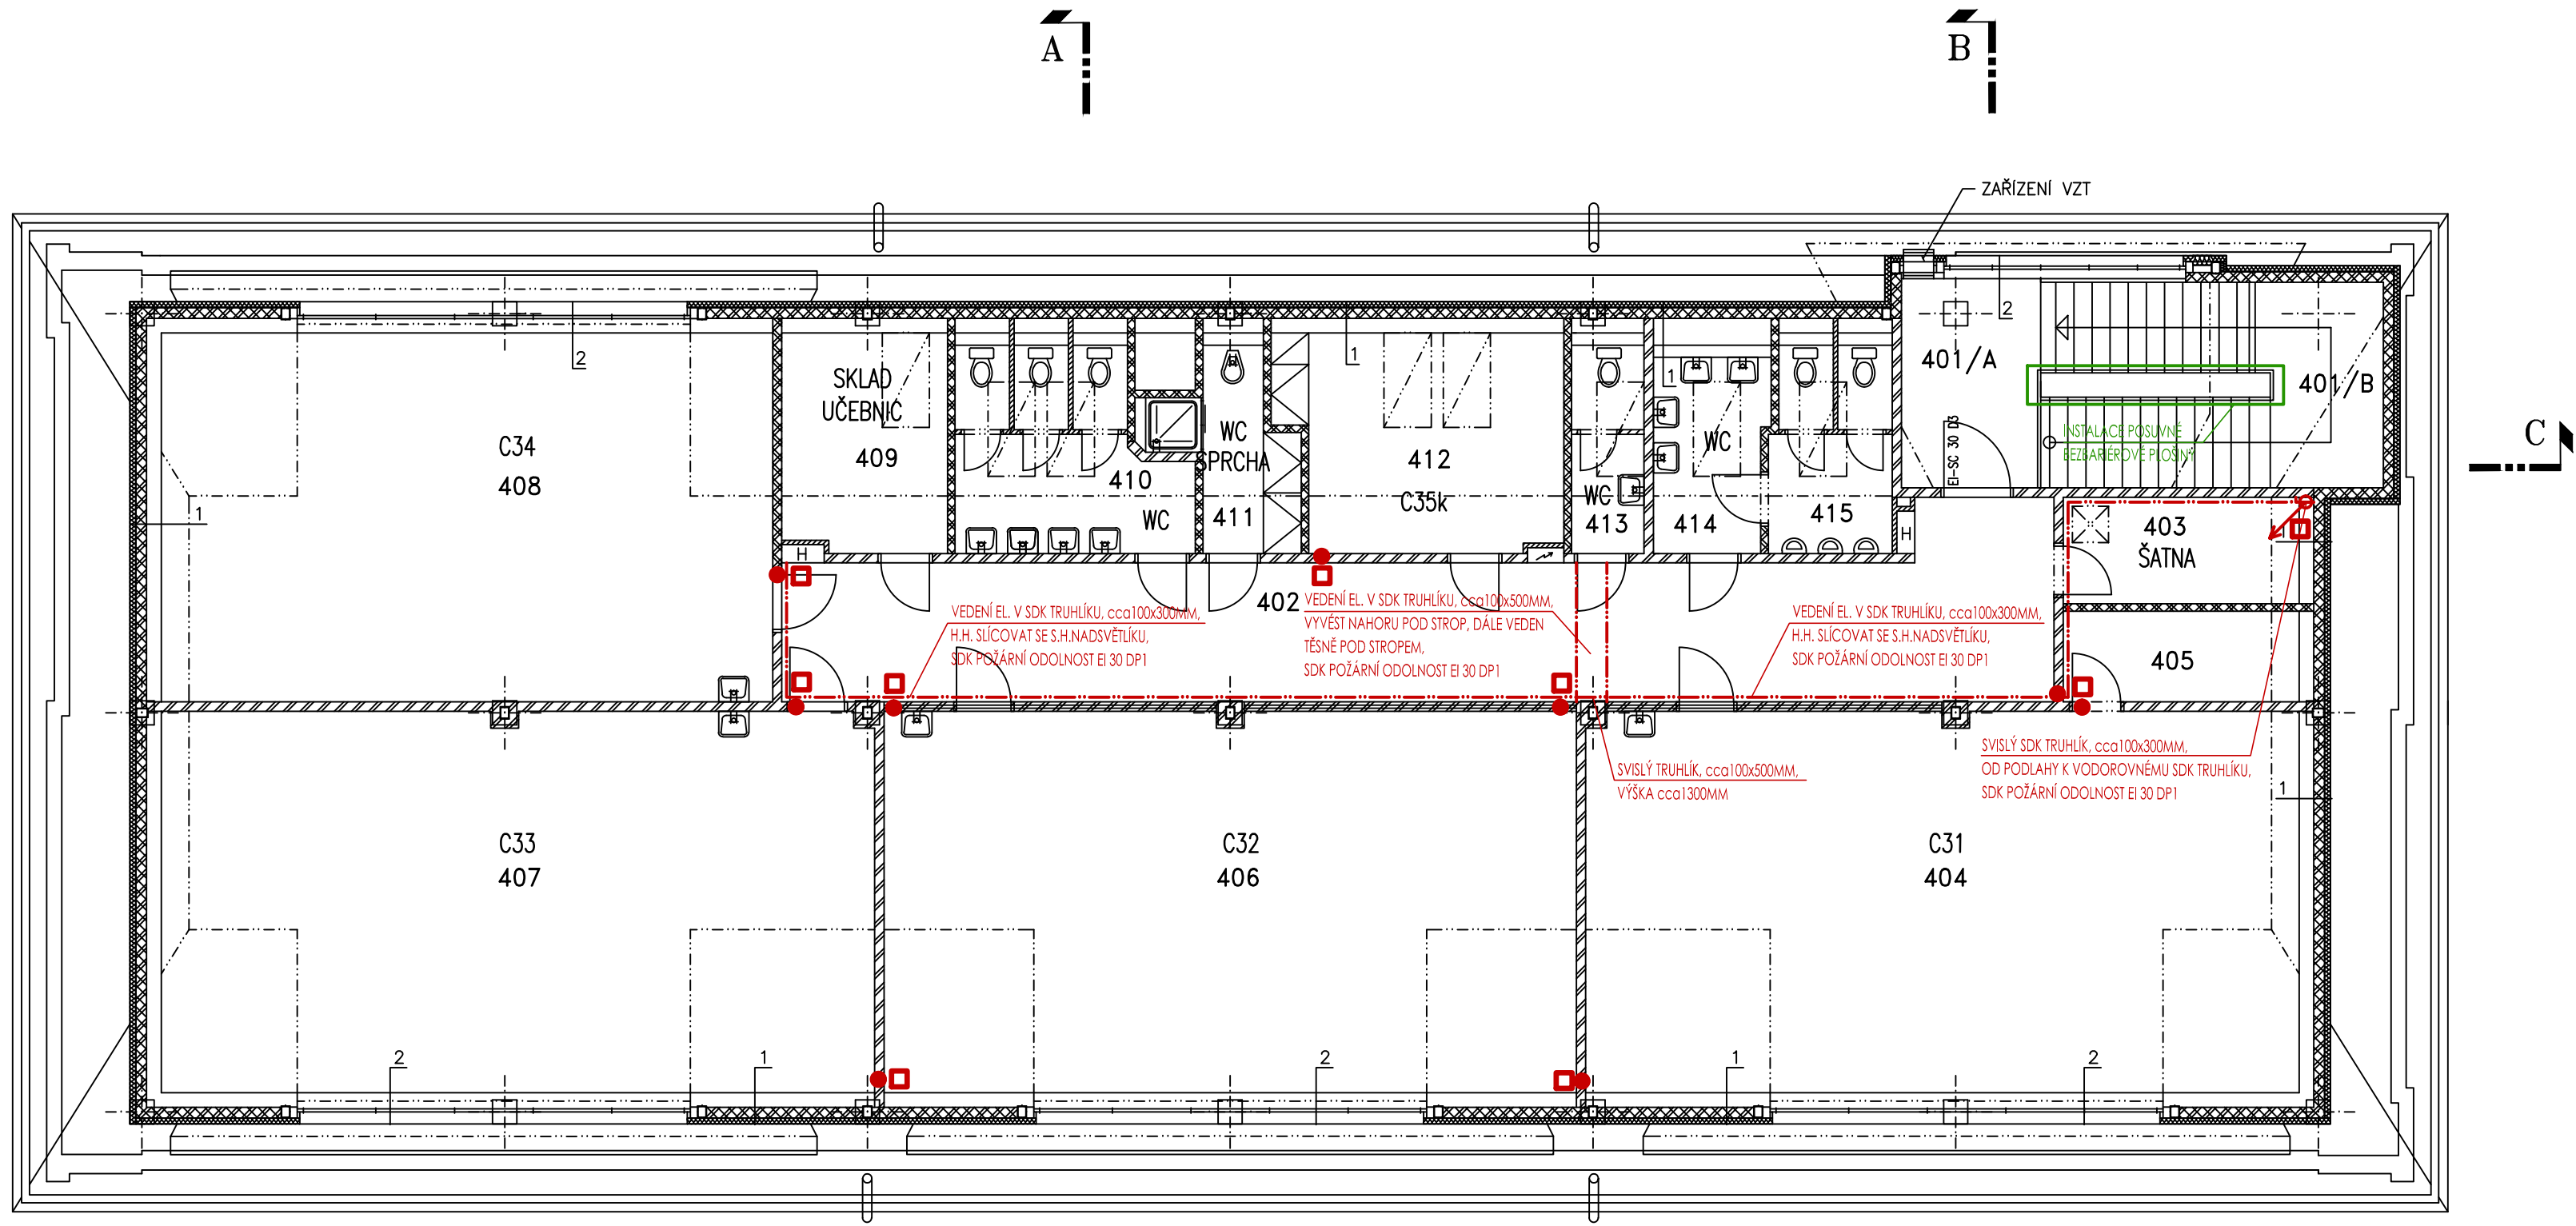 A
B
ZAŘÍZENÍ VZT
2
2
1
1
401/A
401/B
SKLAD
UČEBNIC
409
C34
408
WC
SPRCHA
410
WC
411
412
C35k
WC
413
WC
414
415
EI-SC 30 D3
INSTALACE POSUVNÉ
BEZBARIÉROVÉ PLOŠINY
C
1
H
H
403
ŠATNA
1
402
VEDENÍ EL. V SDK TRUHLÍKU, cca100x300MM,
H.H. SLÍCOVAT SE S.H.NADSVĚTLÍKU,
SDK POŽÁRNÍ ODOLNOST EI 30 DP1
VEDENÍ EL. V SDK TRUHLÍKU, cca100x500MM,
VYVÉST NAHORU POD STROP, DÁLE VEDEN
TĚSNĚ POD STROPEM,
SDK POŽÁRNÍ ODOLNOST EI 30 DP1
VEDENÍ EL. V SDK TRUHLÍKU, cca100x300MM,
H.H. SLÍCOVAT SE S.H.NADSVĚTLÍKU,
SDK POŽÁRNÍ ODOLNOST EI 30 DP1
405
SVISLÝ TRUHLÍK, cca100x500MM,
VÝŠKA cca1300MM
SVISLÝ SDK TRUHLÍK, cca100x300MM,
OD PODLAHY K VODOROVNÉMU SDK TRUHLÍKU,
SDK POŽÁRNÍ ODOLNOST EI 30 DP1
1
C33
407
C32
406
C31
404
2
1
2
1
2